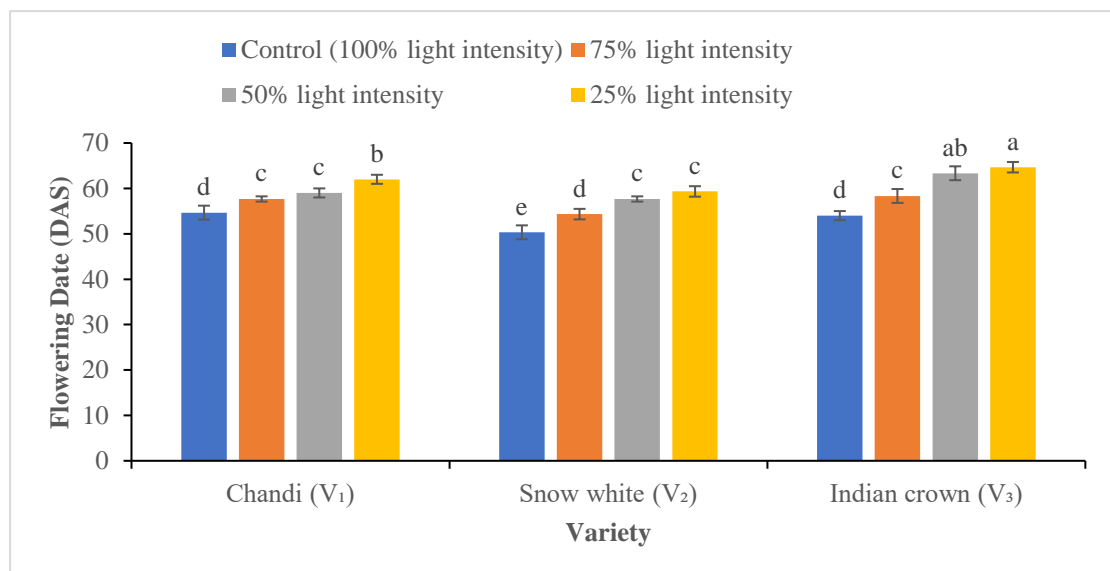 Control (100% light intensity) 75% light intensity
50% light intensity 25% light intensity
Flowering Date (DAS)
70
60
50
40
30
20
10
0
d c c b
e d c c
d c ab a
Chandi (V₁) Snow white (V₂) Indian crown (V₃)
Variety